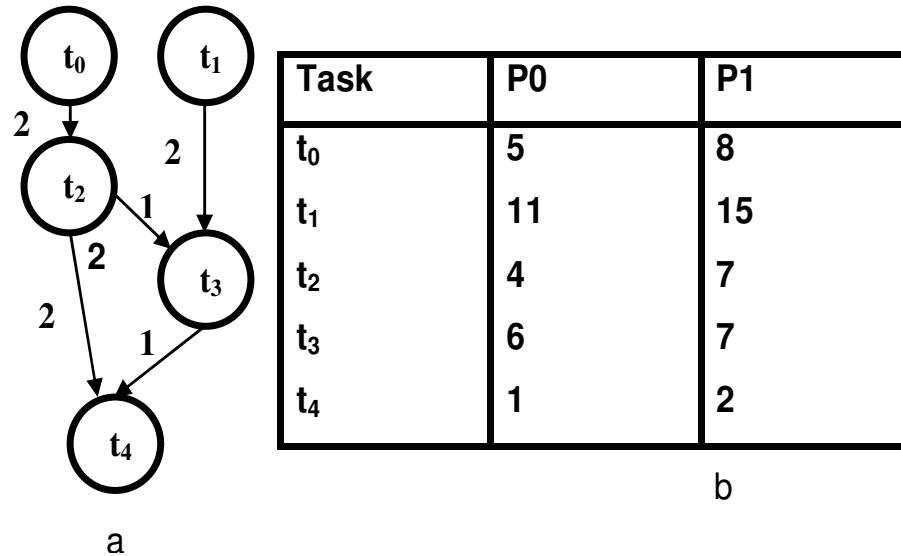 t₀ t₁
2
2
t₂
1
2
t₃
2
1
t₄
a
Task P0 P1
t₀ 5 8
t₁ 11 15
t₂ 4 7
t₃ 6 7
t₄ 1 2
b